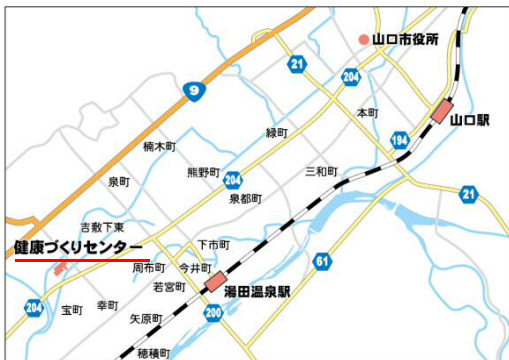 山口市役所
21
204
9
本町
山口駅
緑町
194
楠木町
熊野町
三和町
泉町
204
泉都町
21
吉敷下東
健康づくりセンター
下市町
周布町
今井町
61
若宮町
湯田温泉駅
204
宝町
幸町
矢原町
200
穂積町